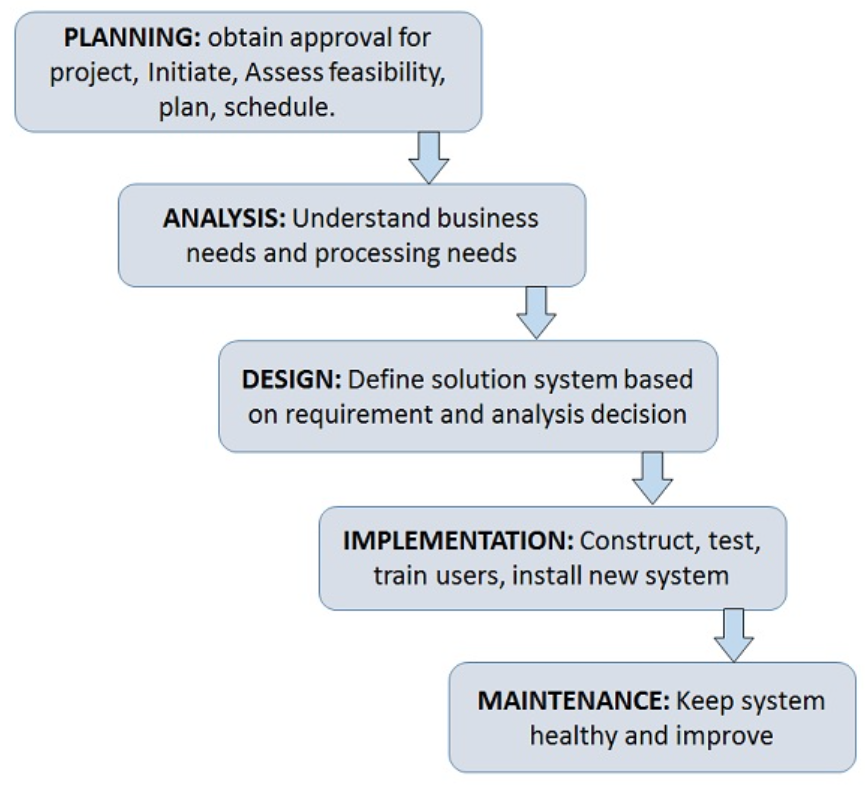 PLANNING: obtain approval for
project, Initiate, Assess feasibility,
plan, schedule.
ANALYSIS: Understand business
needs and processing needs
DESIGN: Define solution system based
on requirement and analysis decision
IMPLEMENTATION: Construct, test,
train users, install new system
MAINTENANCE: Keep system
healthy and improve